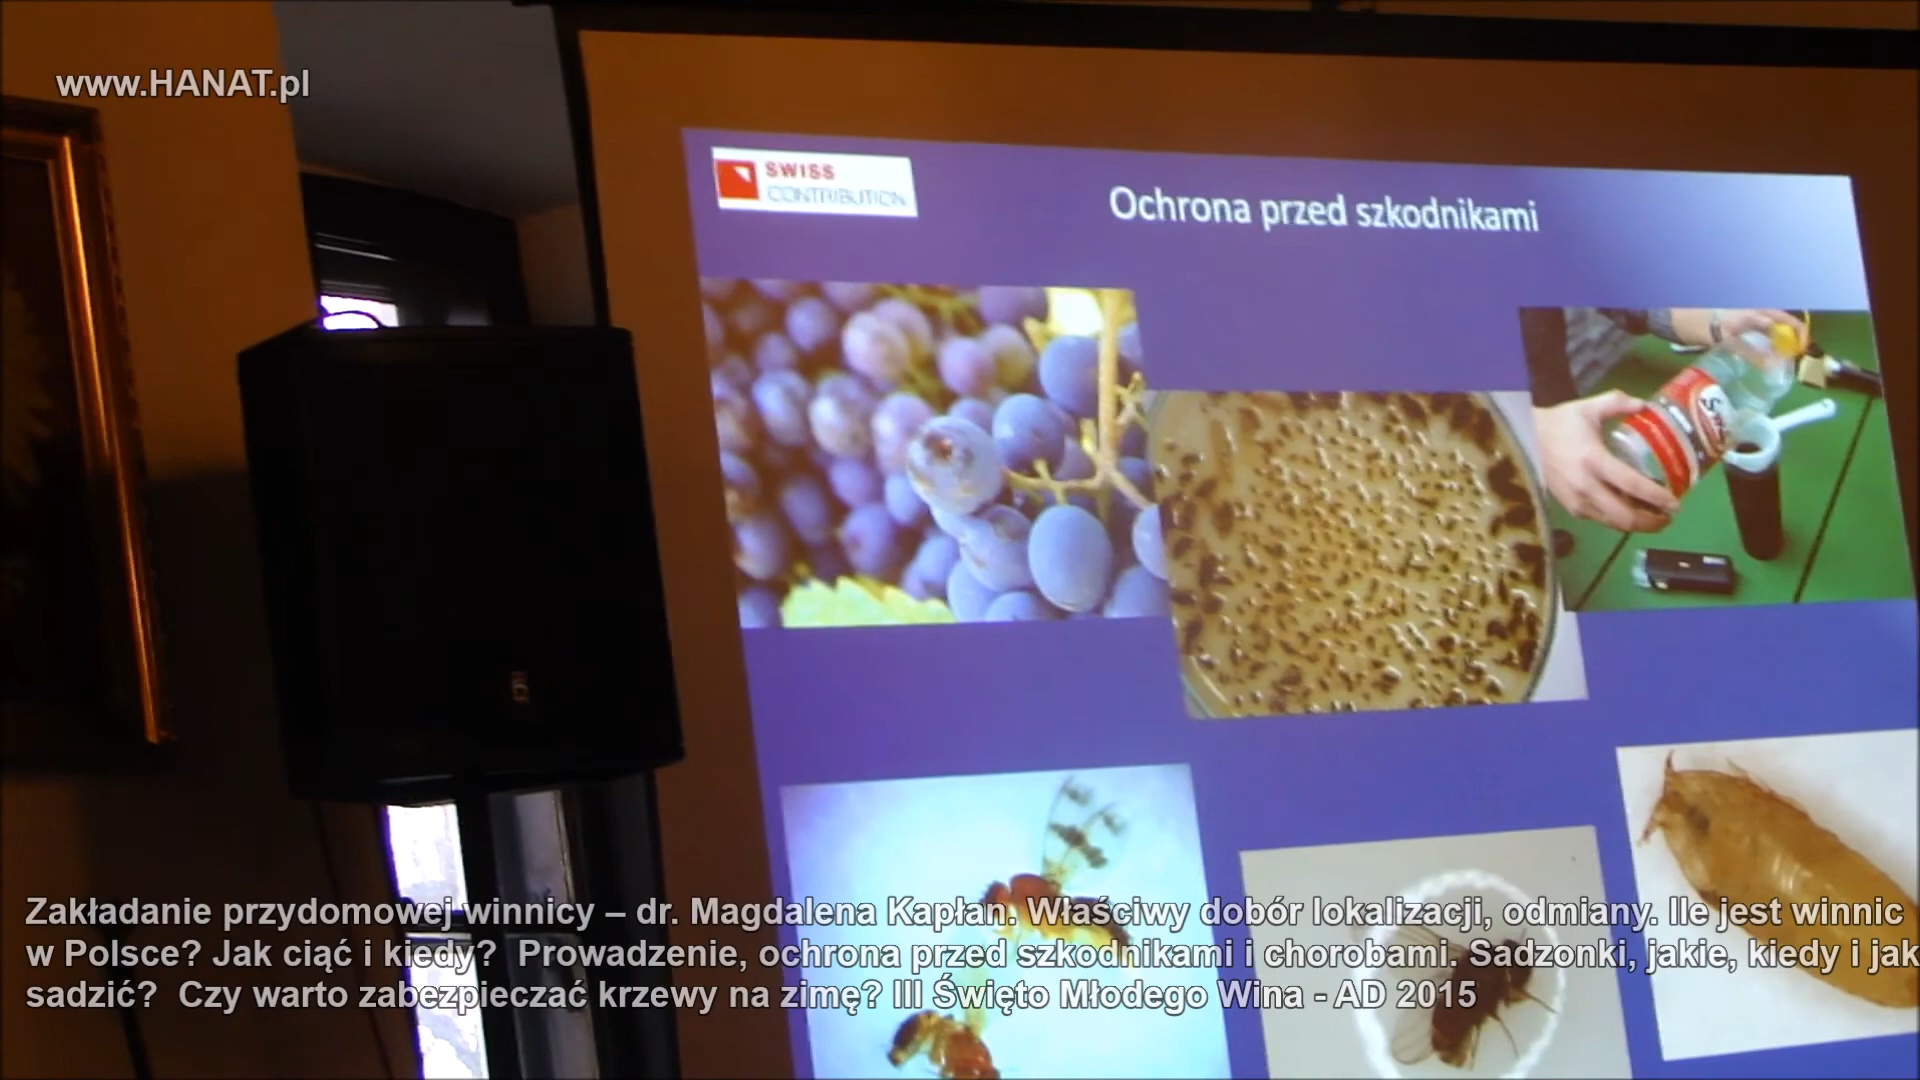 www.HANAT.pl
SWISS
CONTRIBUTION
Ochrona przed szkodnikami
Zakładanie przydomowej winnicy – dr. Magdalena Kapłan. Właściwy dobór lokalizacji, odmiany. Ile jest winnic
w Polsce? Jak ciąć i kiedy?  Prowadzenie, ochrona przed szkodnikami i chorobami. Sadzonki, jakie, kiedy i jak
sadzić?  Czy warto zabezpieczać krzewy na zimę? III Święto Młodego Wina - AD 2015